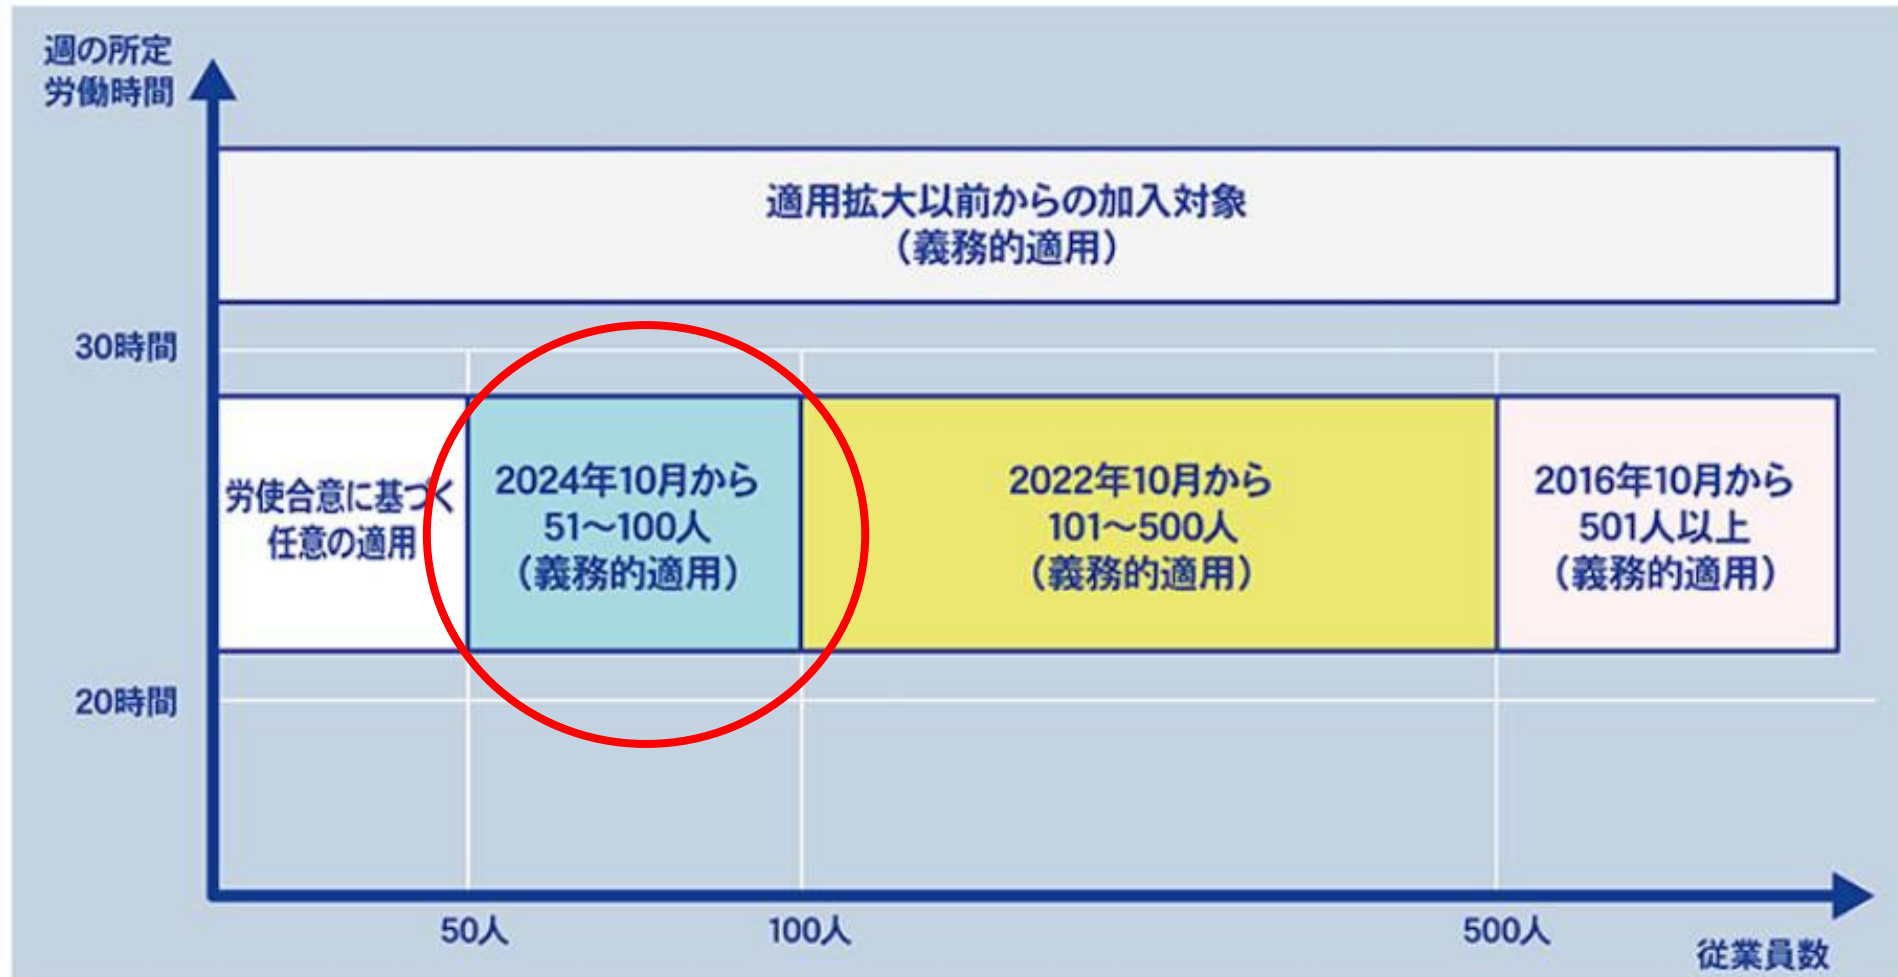 週の所定
労働時間
適用拡大以前からの加入対象
（義務的適用）
30時間
労使合意に基づく
任意の適用
2024年10月から
51～100人
（義務的適用）
2022年10月から
101～500人
（義務的適用）
2016年10月から
501人以上
（義務的適用）
20時間
50人
100人
500人
従業員数